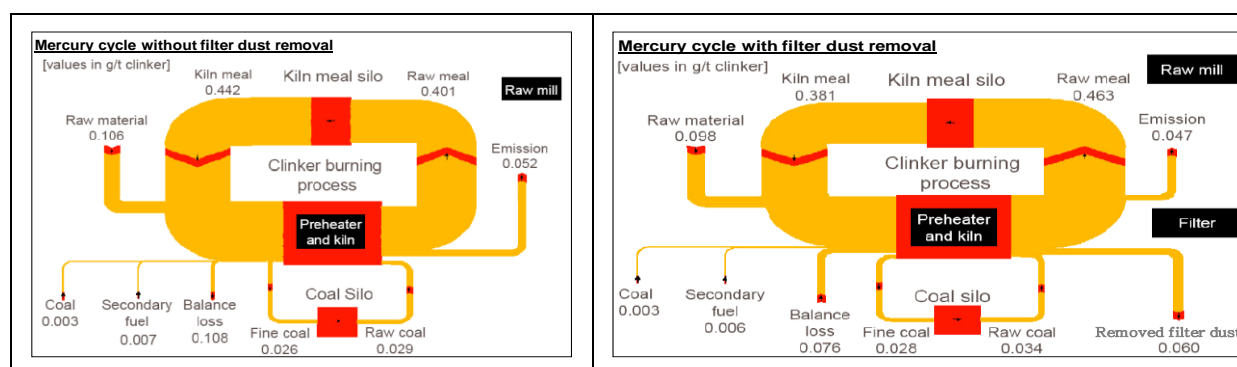 Mercury cycle without filter dust removal
[values in g/t clinker]
Kiln meal
0.442
Kiln meal silo
Raw meal
0.401
Raw mill
Raw material
0.106
Emission
0.052
Clinker burning
process
Preheater
and kiln
Coal
0.003
Secondary
fuel
0.007
Balance
loss
0.108
Coal Silo
Fine coal
0.026
Raw coal
0.029
Mercury cycle with filter dust removal
[values in g/t clinker]
Kiln meal
0.381
Kiln meal silo
Raw meal
0.463
Raw mill
Raw material
0.098
Emission
0.047
Clinker burning
process
Preheater
and kiln
Filter
Coal
0.003
Secondary
fuel
0.006
Balance
loss
0.076
Coal silo
Fine coal
0.028
Raw coal
0.034
Removed filter dust
0.060